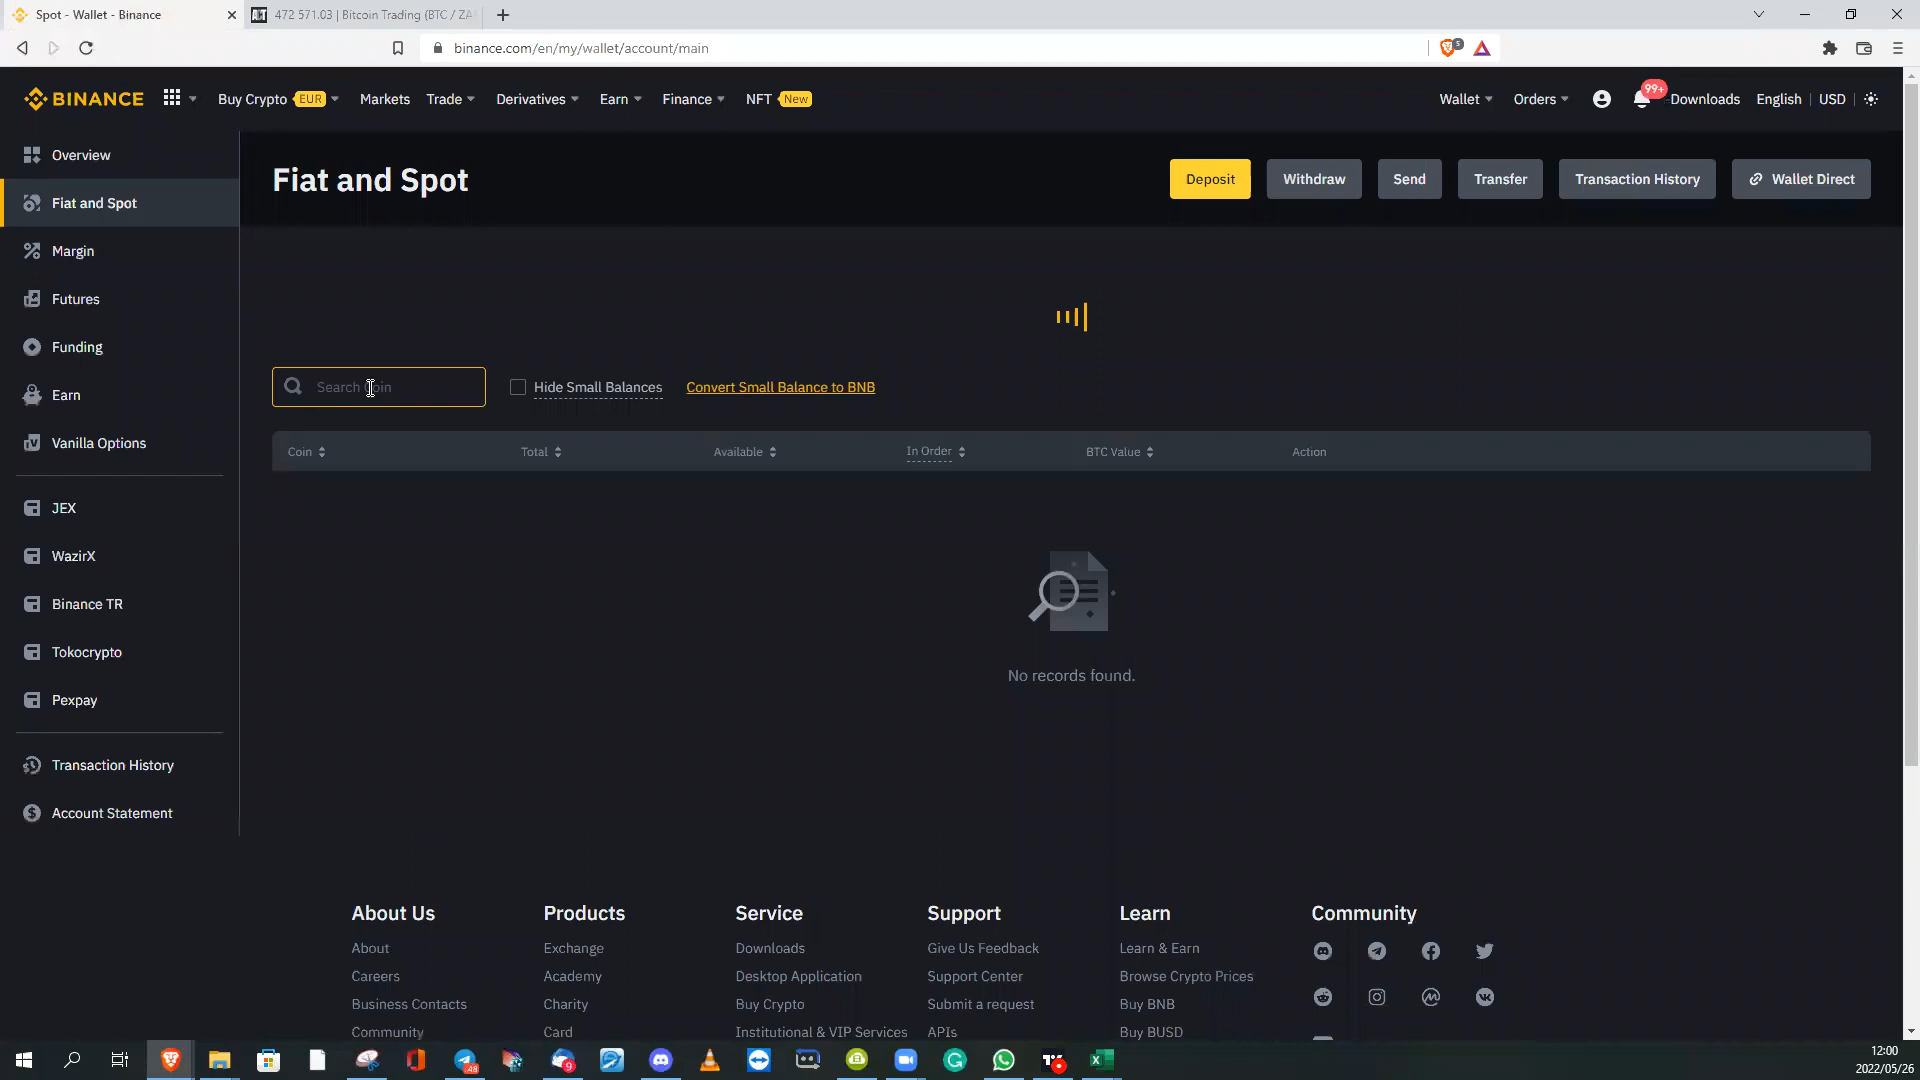 Spot - Wallet - Binance
472 571.03 | Bitcoin Trading (BTC / ZA
binance.com/en/my/wallet/account/main
5
BINANCE
Buy Crypto EUR
Markets
Trade
Derivatives
Earn
Finance
NFT New
Wallet
Orders
99+
Downloads
English
USD
Overview
Fiat and Spot
Margin
Futures
Funding
Earn
Vanilla Options
JEX
WazirX
Binance TR
Tokocrypto
Pexpay
Transaction History
Account Statement
Fiat and Spot
Deposit
Withdraw
Send
Transfer
Transaction History
Wallet Direct
Search Coin
Hide Small Balances
Convert Small Balance to BNB
Coin
Total
Available
In Order
BTC Value
Action
No records found.
About Us
About
Careers
Business Contacts
Community
Products
Exchange
Academy
Charity
Card
Service
Downloads
Desktop Application
Buy Crypto
Institutional & VIP Services
Support
Give Us Feedback
Support Center
Submit a request
APIs
Learn
Learn & Earn
Browse Crypto Prices
Buy BNB
Buy BUSD
Community
48
9
12:00
2022/05/26